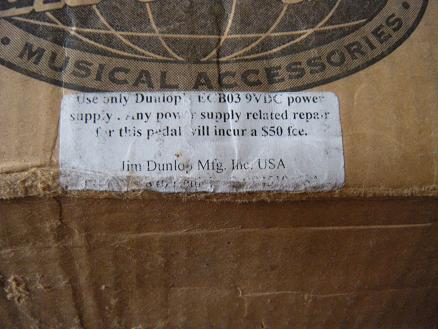 • MUSICAL ACCESSORIES •
Use only Dunlop's ECB03 9VDC power
supply . Any power supply related repair
for this pedal will incur a $50 fee.
Jim Dunlop Mfg. Inc. USA